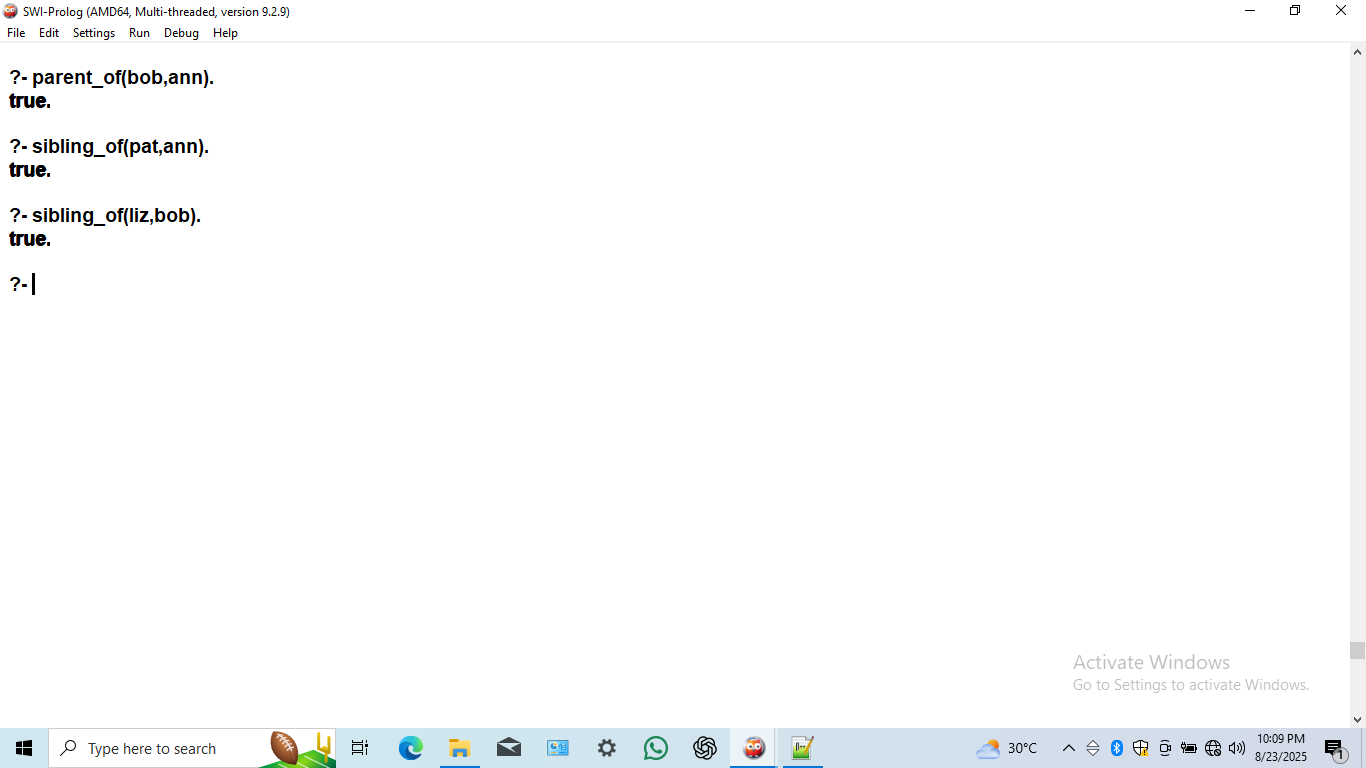 SWI-Prolog (AMD64, Multi-threaded, version 9.2.9)
File Edit Settings Run Debug Help
?- parent_of(bob,ann).
true.
?- sibling_of(pat,ann).
true.
?- sibling_of(liz,bob).
true.
?-
Activate Windows
Go to Settings to activate Windows.
Type here to search
30°C
10:09 PM
8/23/2025
1